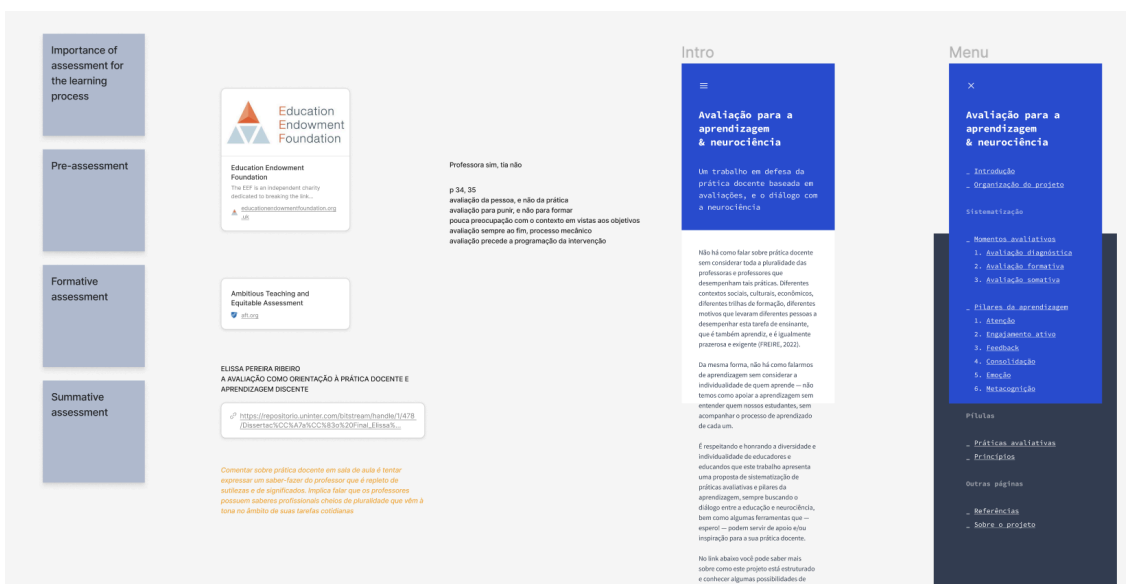 Importance of
assessment for
the learning
process
Pre-assessment
Formative
assessment
Summative
assessment
Education
Endowment
Foundation
Education Endowment
Foundation
The EEF is an independent charity
dedicated to breaking the link...
educationendowmentfoundation.org
.uk
Ambitious Teaching and
Equitable Assessment
aft.org
ELISSA PEREIRA RIBEIRO
A AVALIAÇÃO COMO ORIENTAÇÃO À PRÁTICA DOCENTE E
APRENDIZAGEM DISCENTE
https://repositorio.uninter.com/bitstream/handle/1/478
/Dissertac%CC%A7a%CC%83o%20Final_Elissa%...
Comentar sobre prática docente em sala de aula é tentar
expressar um saber-fazer do professor que é repleto de
sutilezas e de significados. Implica falar que os professores
possuem saberes profissionais cheios de pluralidade que vêm à
tona no âmbito de suas tarefas cotidianas
Professora sim, tia não
p 34, 35
avaliação da pessoa, e não da prática
avaliação para punir, e não para formar
pouca preocupação com o contexto em vistas aos objetivos
avaliação sempre ao fim, processo mecânico
avaliação precede a programação da intervenção
Intro
Avaliação para a
aprendizagem
& neurociência
Um trabalho em defesa da
prática docente baseada em
avaliações, e o diálogo com
a neurociência
Não há como falar sobre prática docente
sem considerar toda a pluralidade das
professoras e professores que
desempenham tais práticas. Diferentes
contextos sociais, culturais, econômicos,
diferentes trilhas de formação, diferentes
motivos que levaram diferentes pessoas a
desempenhar esta tarefa de ensinante,
que é também aprendiz, e é igualmente
prazerosa e exigente (FREIRE, 2022).
Da mesma forma, não há como falarmos
de aprendizagem sem considerar a
individualidade de quem aprende — não
temos como apoiar a aprendizagem sem
entender quem nossos estudantes, sem
acompanhar o processo de aprendizado
de cada um.
É respeitando e honrando a diversidade e
individualidade de educadores e
educandos que este trabalho apresenta
uma proposta de sistematização de
práticas avaliativas e pilares da
aprendizagem, sempre buscando o
diálogo entre a educação e neurociência,
bem como algumas ferramentas que —
espero! — podem servir de apoio e/ou
inspiração para a sua prática docente.
No link abaixo você pode saber mais
sobre como este projeto está estruturado
e conhecer algumas possibilidades de
Menu
Avaliação para a
aprendizagem
& neurociência
_ Introdução
_ Organização do projeto
Sistematização
_ Momentos avaliativos
1. Avaliação diagnóstica
2. Avaliação formativa
3. Avaliação somativa
_ Pilares da aprendizagem
1. Atenção
2. Engajamento ativo
3. Feedback
4. Consolidação
5. Emoção
6. Metacognição
Pílulas
_ Práticas avaliativas
_ Princípios
Outras páginas
_ Referências
_ Sobre o projeto